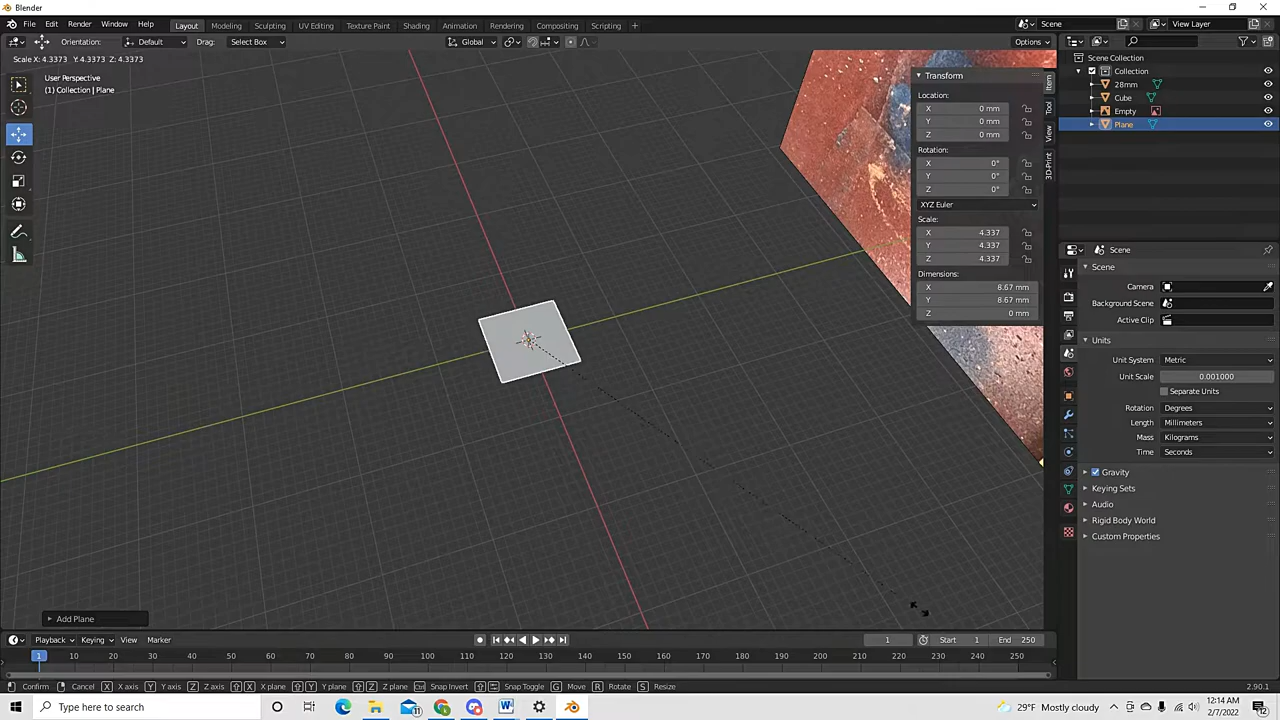 Blender
File Edit Render Window Help Layout Modeling Sculpting UV Editing Texture Paint Shading Animation Rendering Compositing Scripting + Scene View Layer
Orientation: Default Drag: Select Box Global Options
Scale X: 4.3373 Y: 4.3373 Z: 4.3373
User Perspective
(1) Collection | Plane
Transform
Location:
X 0 mm
Y 0 mm
Z 0 mm
Rotation:
X 0°
Y 0°
Z 0°
XYZ Euler
Scale:
X 4.337
Y 4.337
Z 4.337
Dimensions:
X 8.67 mm
Y 8.67 mm
Z 0 mm
Item
Tool
View
3D-Print
Scene Collection
Collection
28mm
Cube
Empty
Plane
Scene
Scene
Camera
Background Scene
Active Clip
Units
Unit System Metric
Unit Scale 0.001000
Separate Units
Rotation Degrees
Length Millimeters
Mass Kilograms
Time Seconds
Gravity
Keying Sets
Audio
Rigid Body World
Custom Properties
Add Plane
Playback Keying View Marker 1 Start 1 End 250
1 10 20 30 40 50 60 70 80 90 100 110 120 130 140 150 160 170 180 190 200 210 220 230 240 250
Confirm Cancel X X axis Y Y axis Z Z axis X X plane Y Y plane Z Z plane Ctrl Snap Invert Snap Toggle G Move R Rotate S Resize 2.90.1
Type here to search 29°F Mostly cloudy 12:14 AM
2/7/2022